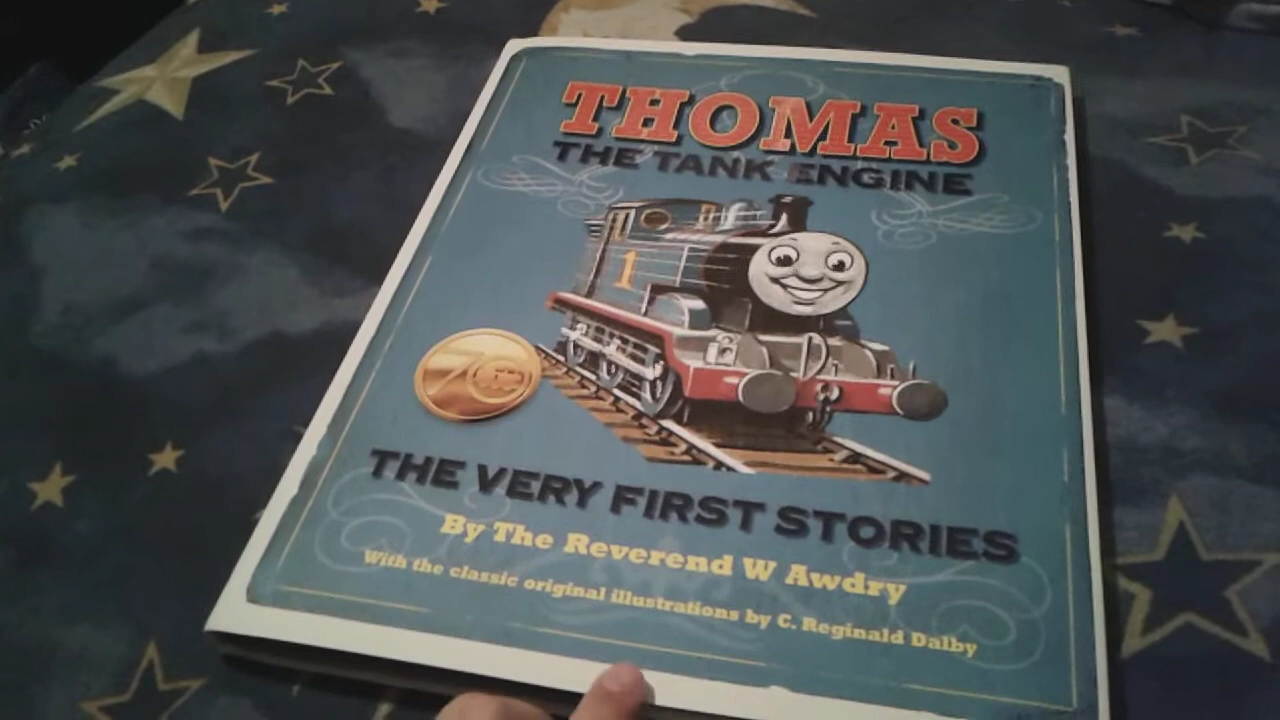 THOMAS
THE TANK ENGINE
1
70
THE VERY FIRST STORIES
By The Reverend W Awdry
With the classic original illustrations by C. Reginald Dalby